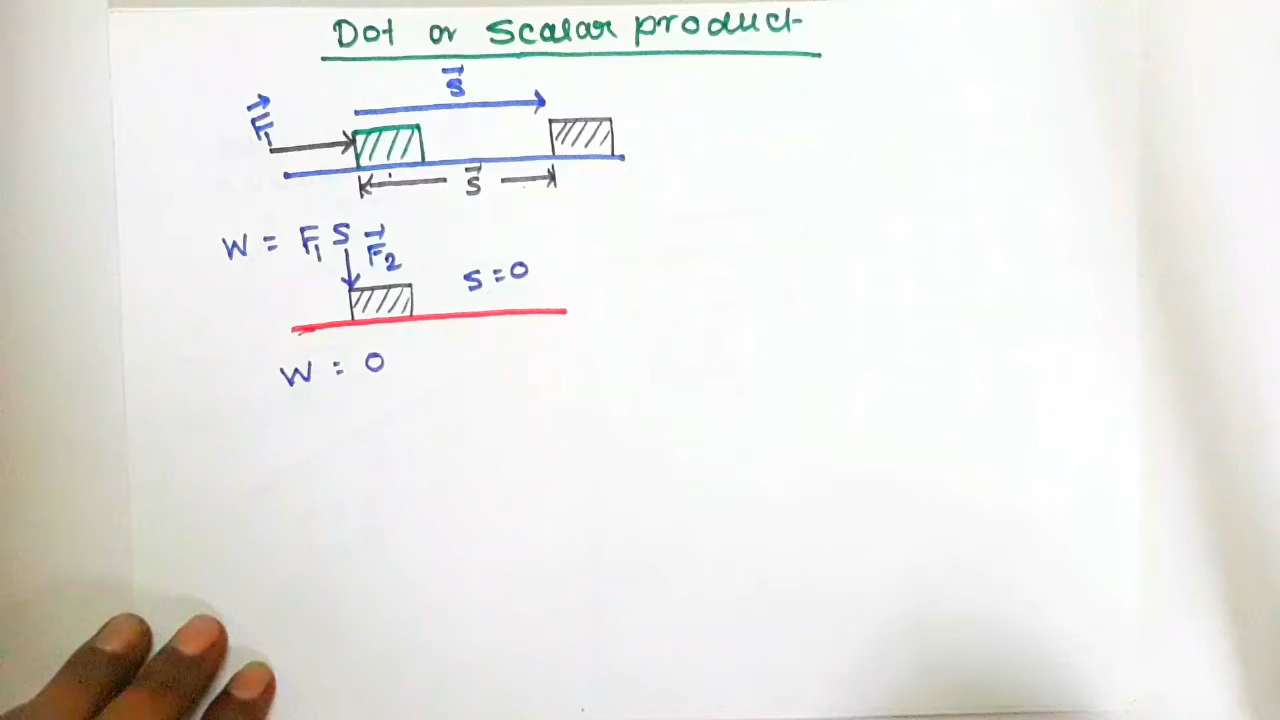 Dot or Scalar product
S⃗
F⃗₁
S⃗
W = F₁ S
F⃗₂
S = 0
W = 0